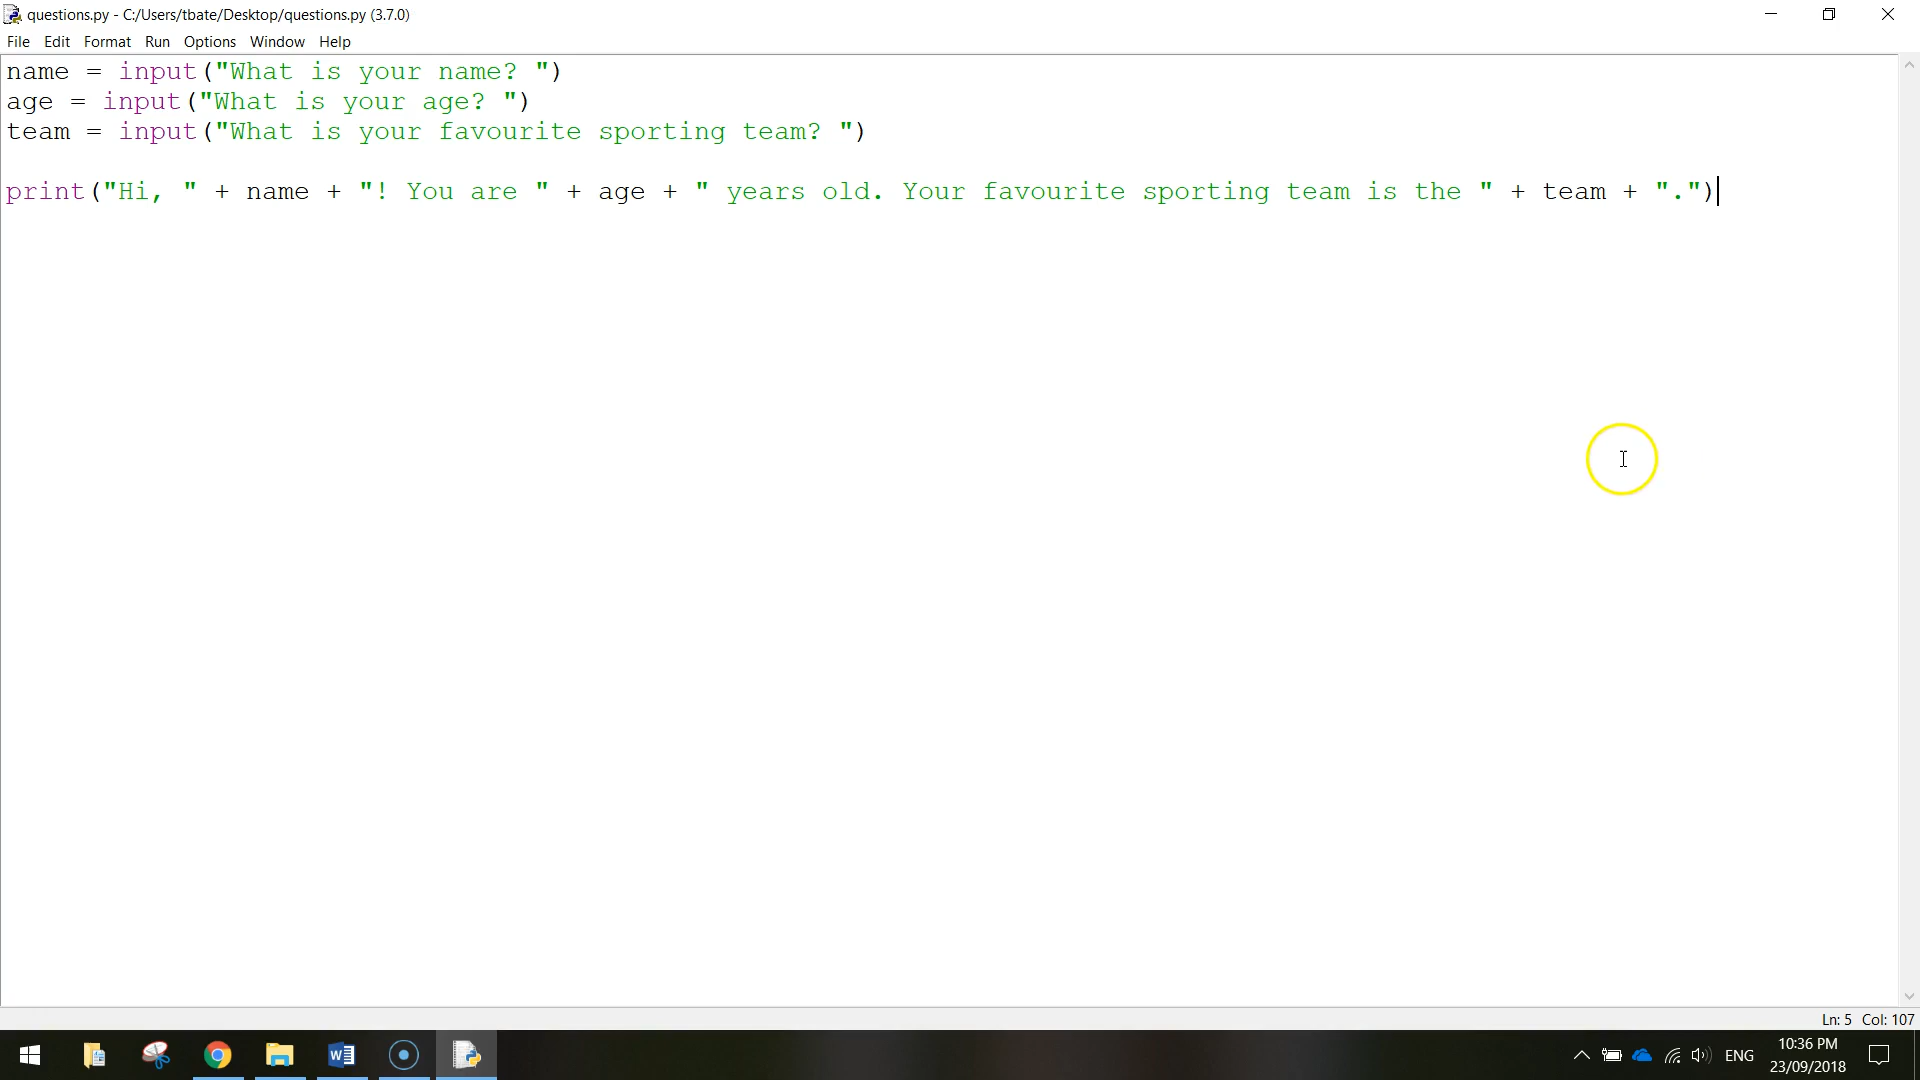 questions.py - C:/Users/tbate/Desktop/questions.py (3.7.0)
File Edit Format Run Options Window Help
name = input("What is your name? ")
age = input("What is your age? ")
team = input("What is your favourite sporting team? ")
print("Hi, " + name + "! You are " + age + " years old. Your favourite sporting team is the " + team + ".")
Ln: 5 Col: 107
ENG
10:36 PM
23/09/2018